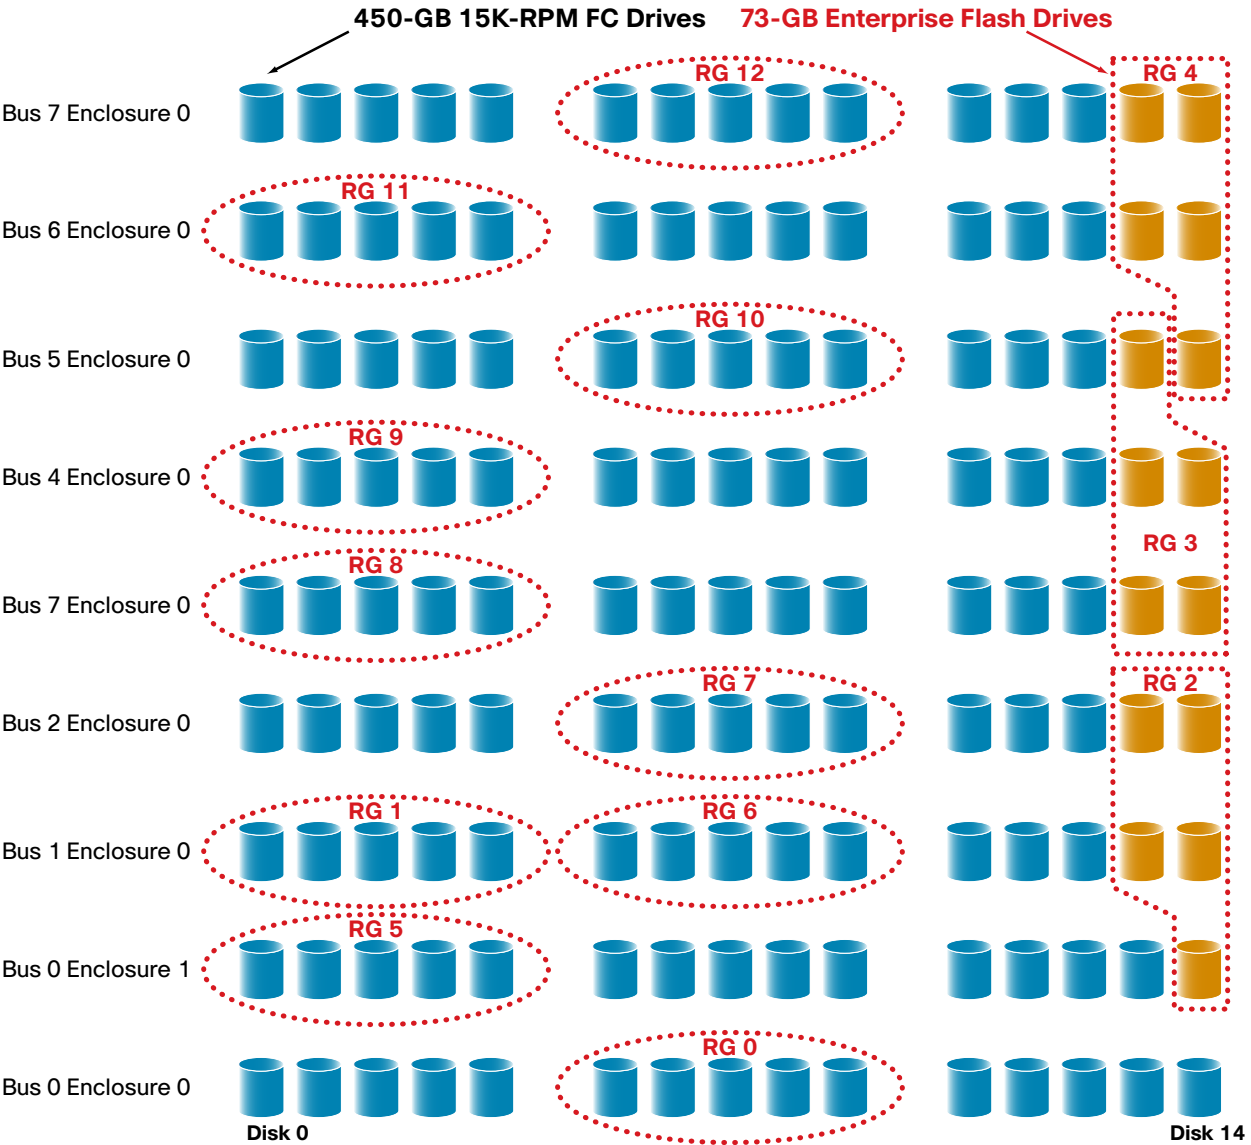 450-GB 15K-RPM FC Drives 73-GB Enterprise Flash Drives
RG 12 RG 4
Bus 7 Enclosure 0
RG 11
Bus 6 Enclosure 0
RG 10
Bus 5 Enclosure 0
RG 9
Bus 4 Enclosure 0
RG 3
RG 8
Bus 7 Enclosure 0
RG 7 RG 2
Bus 2 Enclosure 0
RG 1 RG 6
Bus 1 Enclosure 0
RG 5
Bus 0 Enclosure 1
RG 0
Bus 0 Enclosure 0
Disk 0 Disk 14